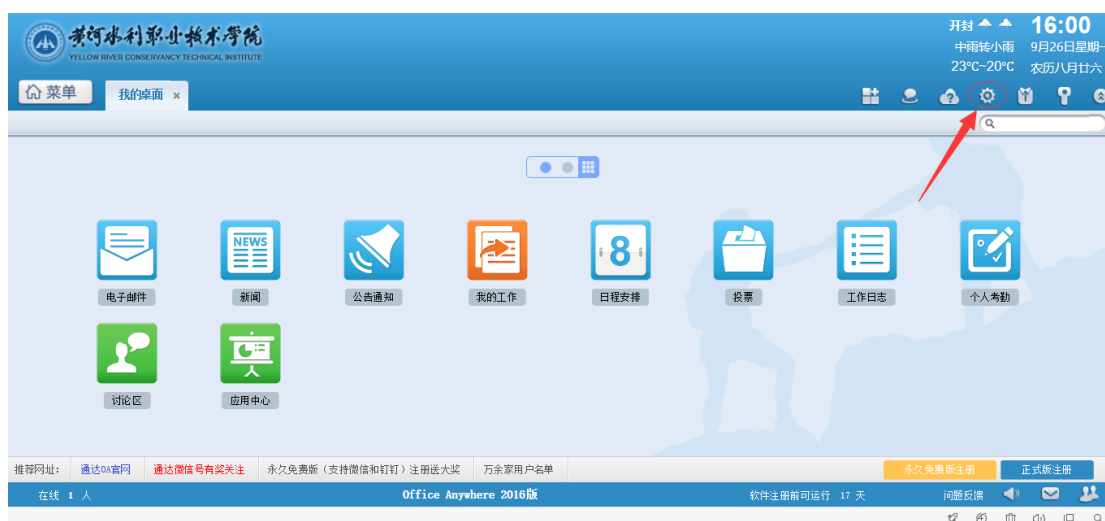 黄河水利职业技术学院
YELLOW RIVER CONSERVANCY TECHNICAL INSTITUTE
开封
16:00
中雨转小雨
9月26日星期一
23°C~20°C
农历八月廿六
菜单
我的桌面 ×
NEWS
8
电子邮件
新闻
公告通知
我的工作
日程安排
投票
工作日志
个人考勤
讨论区
应用中心
推荐网址:
通达OA官网
通达微信号有奖关注
永久免费版(支持微信和钉钉)注册送大奖
万余家用户名单
永久免费版注册
正式版注册
在线 1 人
Office Anywhere 2016版
软件注册前可运行 17 天
问题反馈